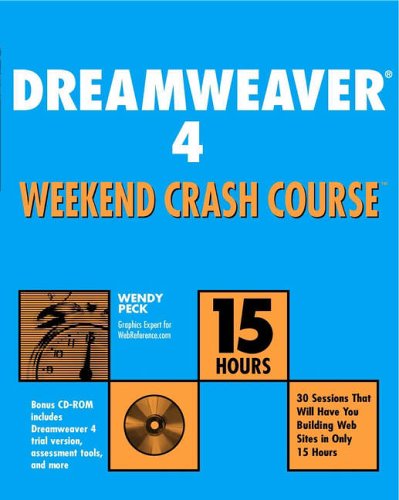 DREAMWEAVER®
4
WEEKEND CRASH COURSE™
WENDY
PECK
Graphics Expert for
WebReference.com
15
HOURS
Bonus CD-ROM
includes
Dreamweaver 4
trial version,
assessment tools,
and more
30 Sessions That
Will Have You
Building Web
Sites in Only
15 Hours